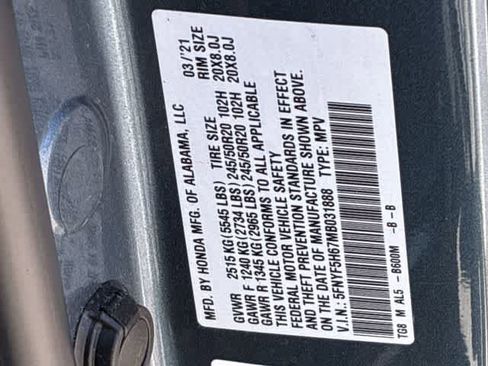 MFD. BY HONDA MFG. OF ALABAMA, LLC 03/'21
TIRE SIZE RIM SIZE
GVWR 2515 KG(5545 LBS)
GAWR F 1240 KG(2734 LBS) 245/50R20 102H 20X8.0J
GAWR R 1345 KG(2965 LBS) 245/50R20 102H 20X8.0J
THIS VEHICLE CONFORMS TO ALL APPLICABLE
FEDERAL MOTOR VEHICLE SAFETY
AND THEFT PREVENTION STANDARDS IN EFFECT
ON THE DATE OF MANUFACTURE SHOWN ABOVE.
V.I.N.: 5FNYF5H67MB031888 TYPE: MPV
TG8 M AL5 - B600M -B-B